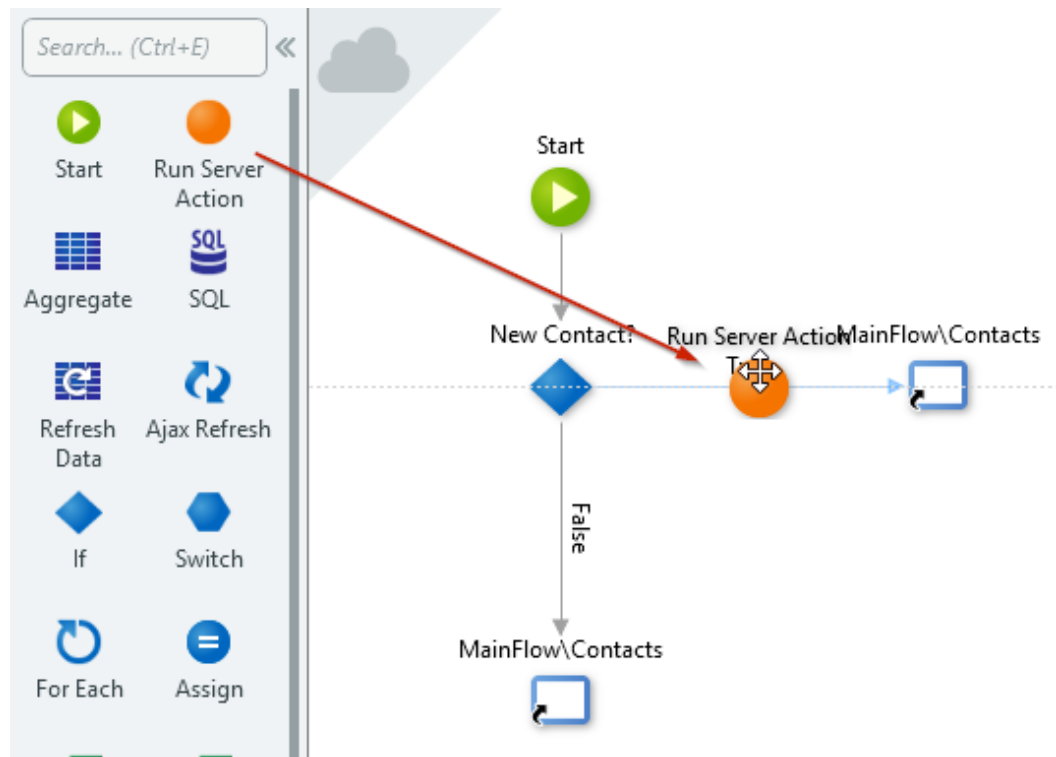 Search... (Ctrl+E)
Start
Run Server
Action
Aggregate
SQL
SQL
Refresh
Data
Ajax Refresh
If
Switch
For Each
Assign
Start
New Contact?
Run Server Action
MainFlow\Contacts
False
MainFlow\Contacts